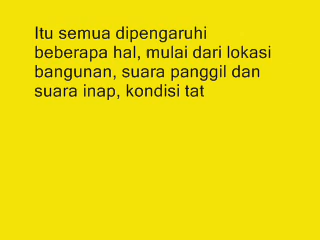 Itu semua dipengaruhi
beberapa hal, mulai dari lokasi
bangunan, suara panggil dan
suara inap, kondisi tat